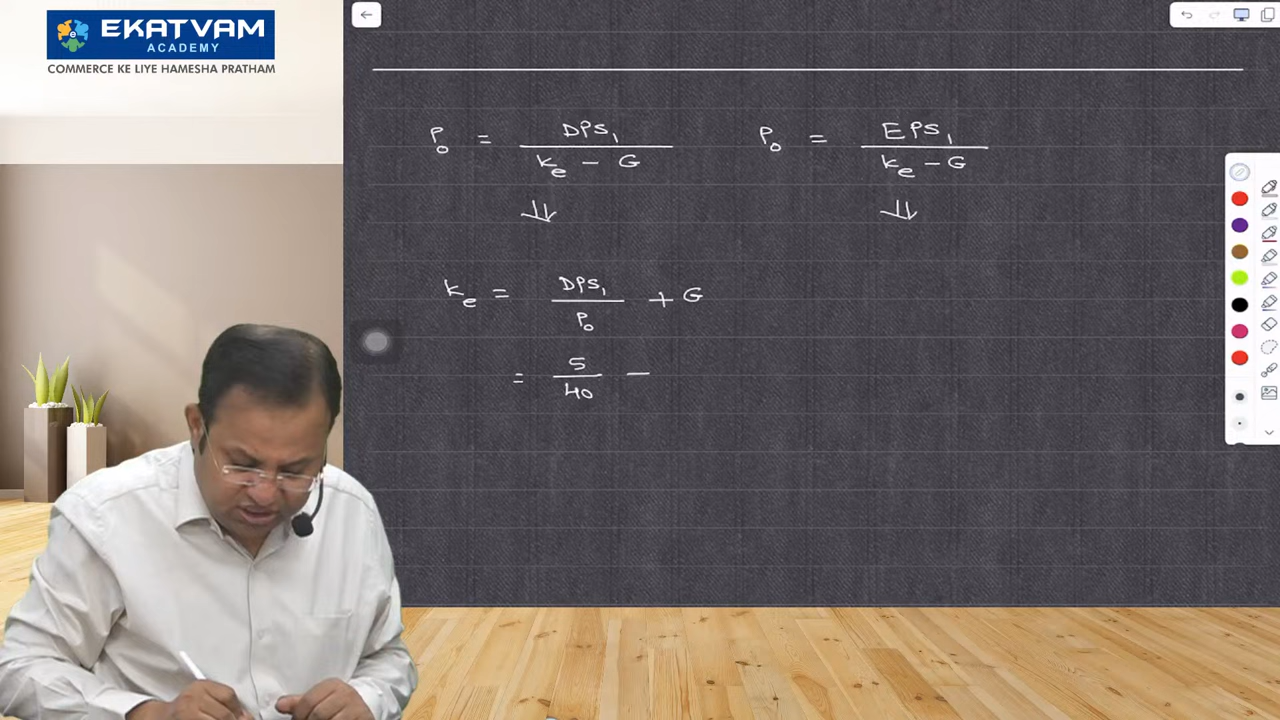 EKATVAM
ACADEMY
COMMERCE KE LIYE HAMESHA PRATHAM
P₀ = DPS₁ / (ke - G)
P₀ = EPS₁ / (ke - G)
ke = DPS₁ / P₀ + G
= 5 / 40 -